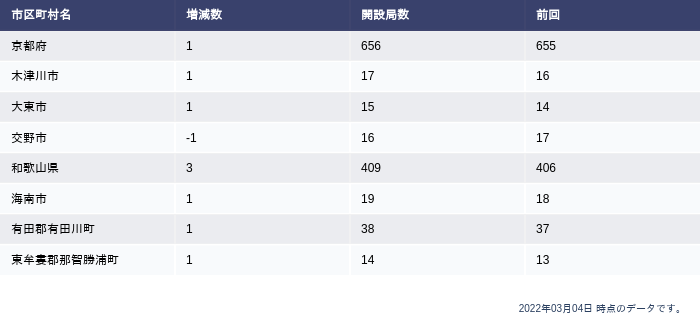 市区町村名 増減数 開設局数 前回
京都府 1 656 655
木津川市 1 17 16
大東市 1 15 14
交野市 -1 16 17
和歌山県 3 409 406
海南市 1 19 18
有田郡有田川町 1 38 37
東牟婁郡那智勝浦町 1 14 13
2022年03月04日 時点のデータです。